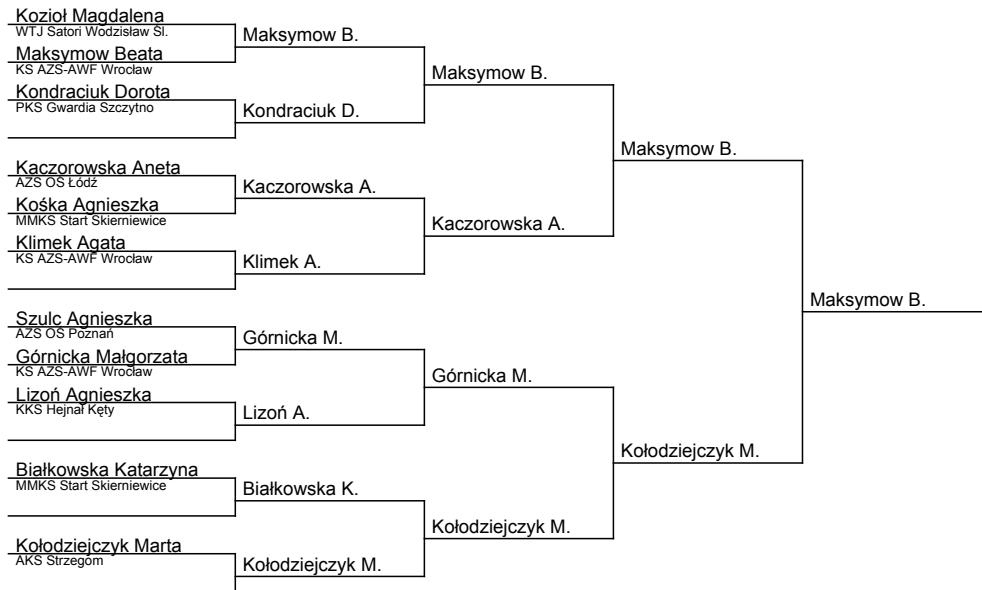 Kozioł Magdalena
WTJ Satori Wodzisław Śl.
Maksymow B.
Maksymow Beata
KS AZS-AWF Wrocław
Maksymow B.
Kondraciuk Dorota
PKS Gwardia Szczytno
Kondraciuk D.
Maksymow B.
Kaczorowska Aneta
AZS OŚ Łódź
Kaczorowska A.
Kośka Agnieszka
MMKS Start Skierniewice
Kaczorowska A.
Klimek Agata
KS AZS-AWF Wrocław
Klimek A.
Maksymow B.
Szulc Agnieszka
AZS OŚ Poznań
Górnicka M.
Górnicka Małgorzata
KS AZS-AWF Wrocław
Górnicka M.
Lizoń Agnieszka
KKS Hejnał Kęty
Lizoń A.
Kołodziejczyk M.
Białkowska Katarzyna
MMKS Start Skierniewice
Białkowska K.
Kołodziejczyk M.
Kołodziejczyk Marta
AKS Strzegom
Kołodziejczyk M.